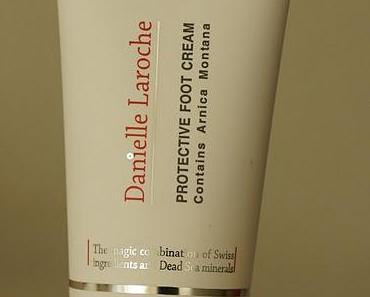 Danielle Laroche
PROTECTIVE FOOT CREAM
Contains Arnica Montana
The magic combination of Swiss
ingredients and Dead Sea minerals